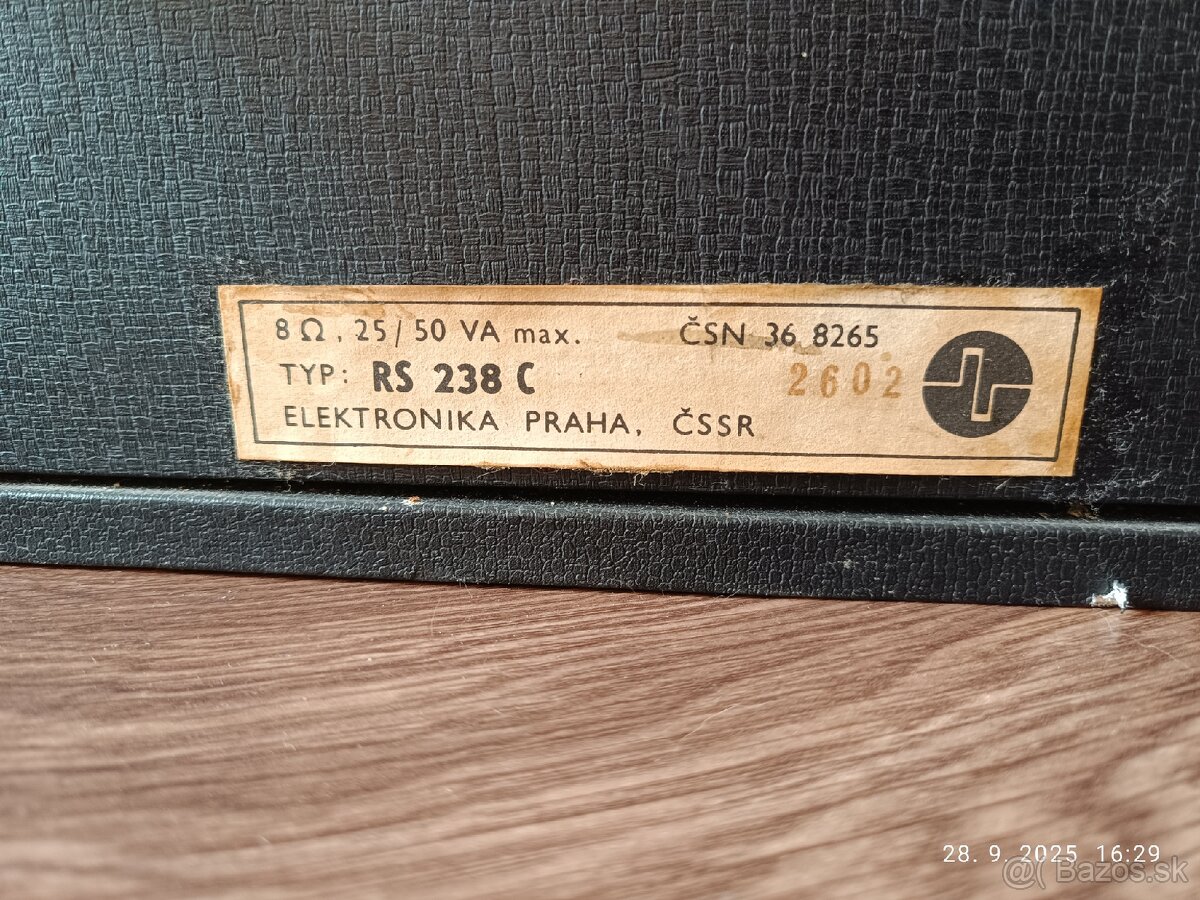 8 Ω, 25/50 VA max. ČSN 36 8265
TYP: RS 238 C 2602
ELEKTRONIKA PRAHA, ČSSR
28. 9. 2025 16:29
@( Bazos.sk